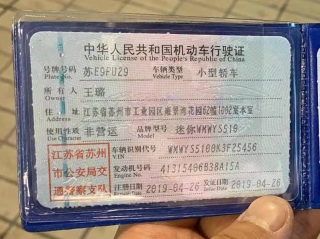 中华人民共和国机动车行驶证
Vehicle License of the People's Republic of China
号牌号码 苏E9FU29 车辆类型 小型轿车
Plate No. Vehicle Type
所有人 王瑞
Owner
住址 江苏省苏州市工业园区 花园62幢1092室
Address
使用性质 非营运 品牌型号 迷你WMWY5519
Use Character Model
江苏省苏州 车辆识别代号 WMWY55100K3F25456
VIN
市公安局交 发动机号码 41315496B38A15A
Engine No.
通警察支队 注册日期 2019-04-26 发证日期 2019-04-26
Register Date Issue Date